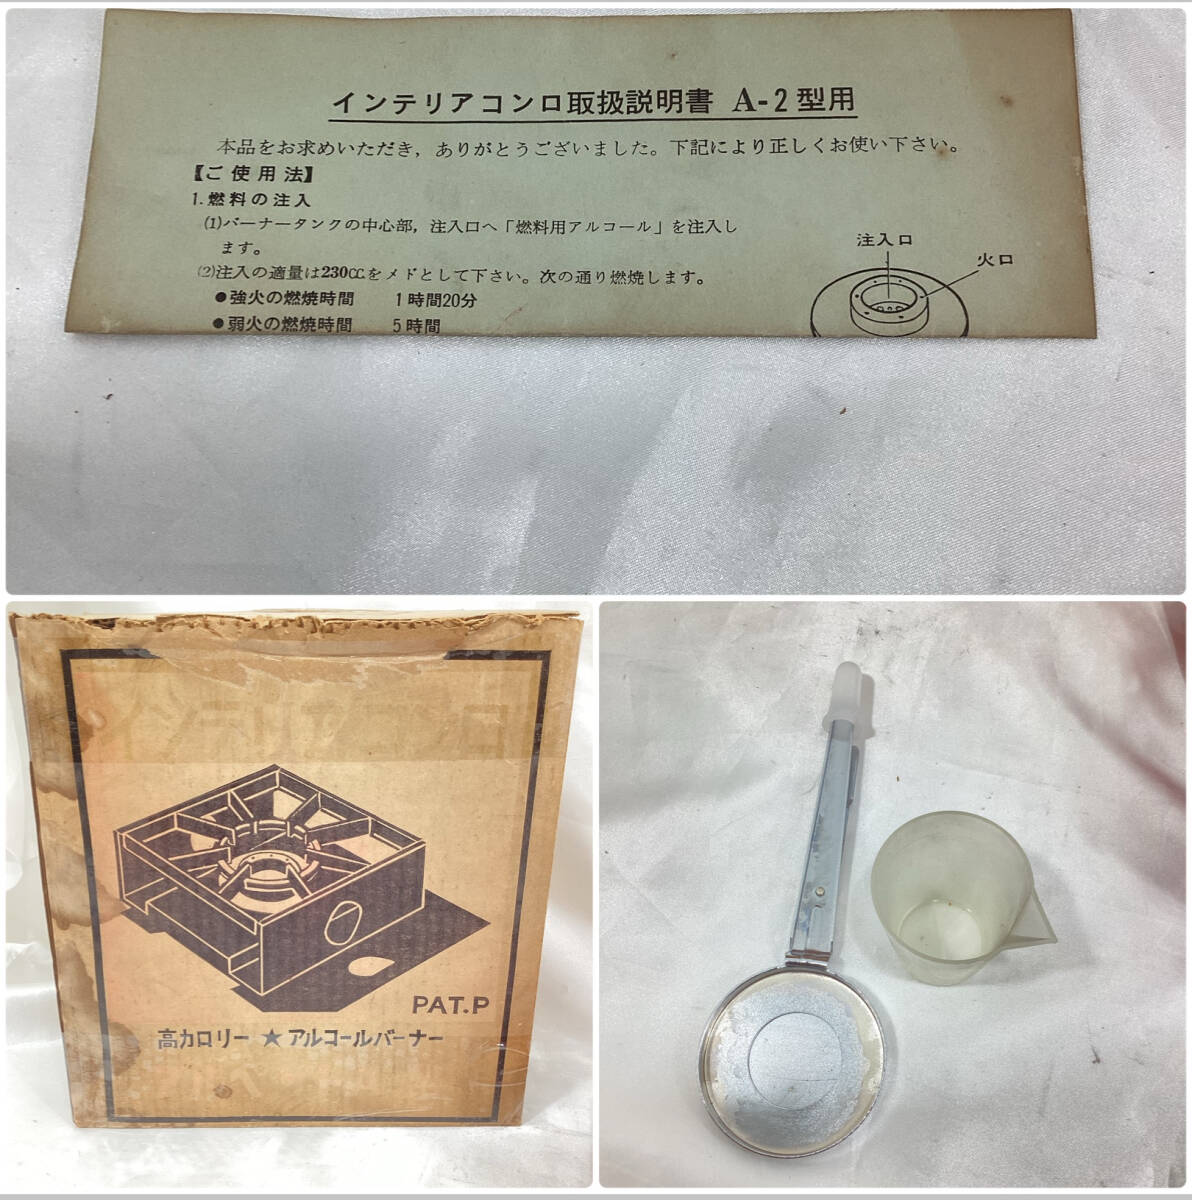 インテリアコンロ取扱説明書 A-2型用
本品をお求めいただき，ありがとうございました。下記により正しくお使い下さい。
【ご使用法】
1.燃料の注入
(1)バーナータンクの中心部，注入口へ「燃料用アルコール」を注入し
ます。
(2)注入の適量は230ccをメドとして下さい。次の通り燃焼します。
●強火の燃焼時間 1時間20分
●弱火の燃焼時間 5時間
注入口
火口
PAT.P
高カロリー★アルコールバーナー